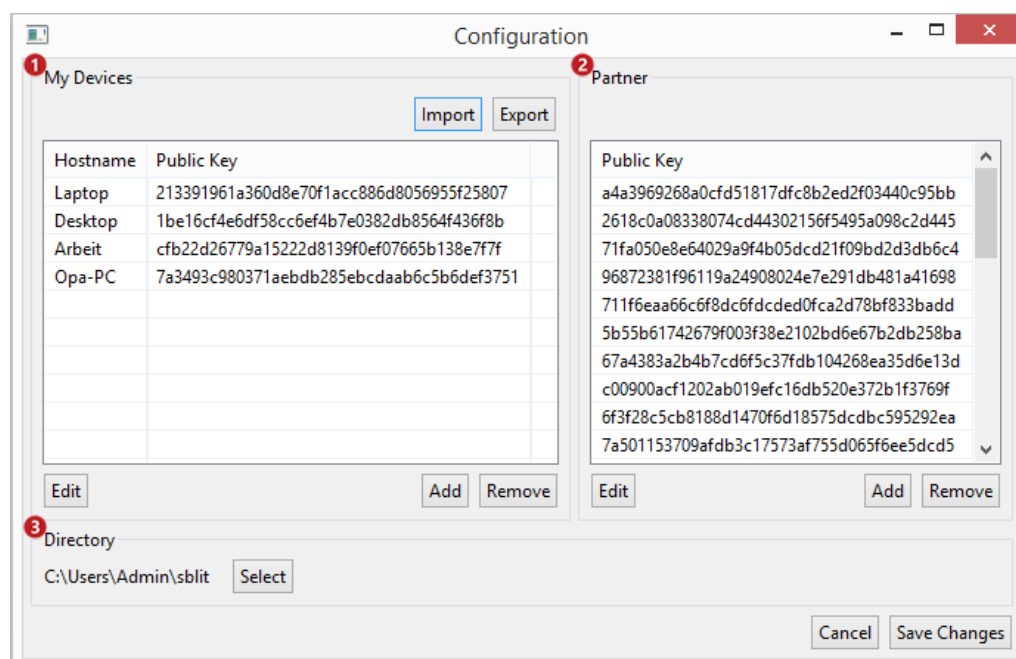 Configuration
1
My Devices
Import Export
Hostname Public Key
Laptop 213391961a360d8e70f1acc886d8056955f25807
Desktop 1be16cf4e6df58cc6ef4b7e0382db8564f436f8b
Arbeit cfb22d26779a15222d8139f0ef07665b138e7f7f
Opa-PC 7a3493c980371aebdb285ebcdaab6c5b6def3751
Edit Add Remove
2
Partner
Public Key
a4a3969268a0cfd51817dfc8b2ed2f03440c95bb
2618c0a08338074cd44302156f5495a098c2d445
71fa050e8e64029a9f4b05dcd21f09bd2d3db6c4
96872381f96119a24908024e7e291db481a41698
711f6eaa66c6f8dc6fdcded0fca2d78bf833badd
5b55b61742679f003f38e2102bd6e67b2db258ba
67a4383a2b4b7cd6f5c37fdb104268ea35d6e13d
c00900acf1202ab019efc16db520e372b1f3769f
6f3f28c5cb8188d1470f6d18575dcdbc595292ea
7a501153709afdb3c17573af755d065f6ee5dcd5
Edit Add Remove
3
Directory
C:\Users\Admin\sblit Select
Cancel Save Changes